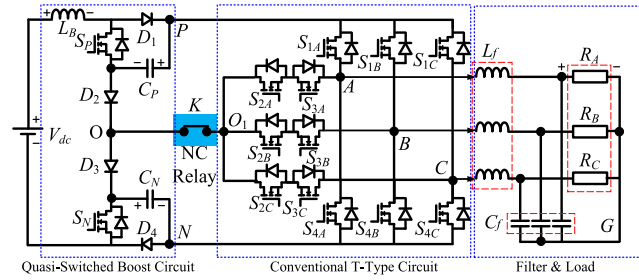 L_B
S_P
D_1
P
C_P
D_2
V_dc
O
K
O_1
NC
Relay
D_3
C_N
S_N
D_4
N
S_1A
S_1B
S_1C
S_2A
S_3A
A
S_2B
S_3B
B
S_2C
S_3C
C
S_4A
S_4B
S_4C
L_f
R_A
R_B
R_C
C_f
G
Quasi-Switched Boost Circuit
Conventional T-Type Circuit
Filter & Load